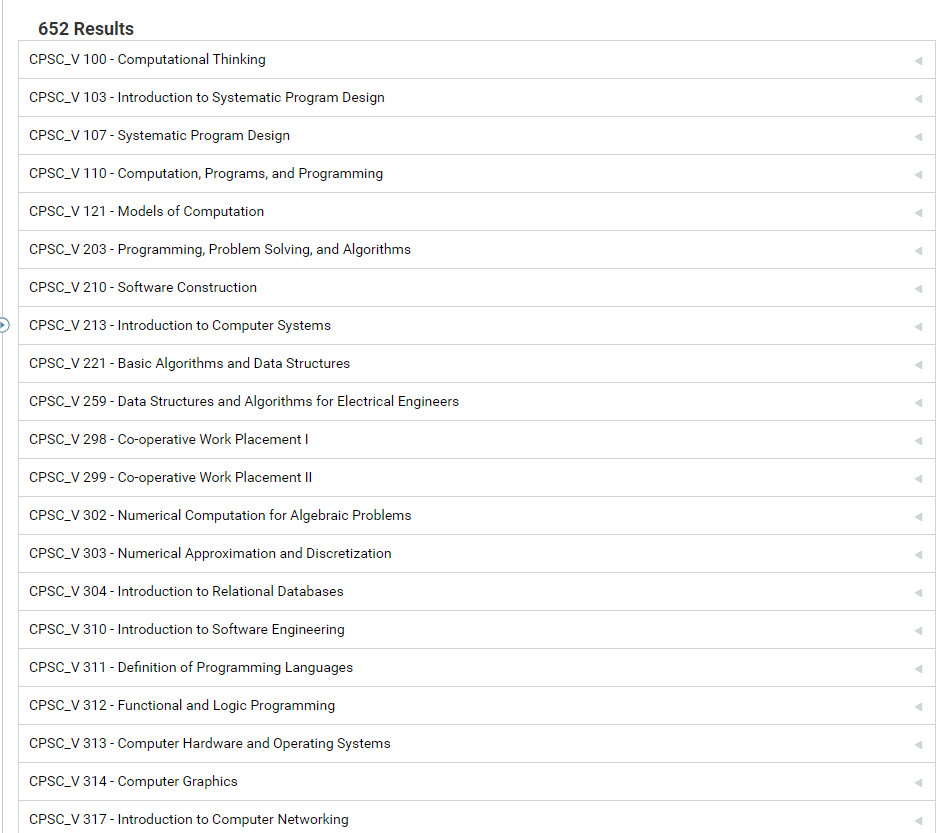 652 Results
CPSC_V 100 - Computational Thinking
CPSC_V 103 - Introduction to Systematic Program Design
CPSC_V 107 - Systematic Program Design
CPSC_V 110 - Computation, Programs, and Programming
CPSC_V 121 - Models of Computation
CPSC_V 203 - Programming, Problem Solving, and Algorithms
CPSC_V 210 - Software Construction
CPSC_V 213 - Introduction to Computer Systems
CPSC_V 221 - Basic Algorithms and Data Structures
CPSC_V 259 - Data Structures and Algorithms for Electrical Engineers
CPSC_V 298 - Co-operative Work Placement I
CPSC_V 299 - Co-operative Work Placement II
CPSC_V 302 - Numerical Computation for Algebraic Problems
CPSC_V 303 - Numerical Approximation and Discretization
CPSC_V 304 - Introduction to Relational Databases
CPSC_V 310 - Introduction to Software Engineering
CPSC_V 311 - Definition of Programming Languages
CPSC_V 312 - Functional and Logic Programming
CPSC_V 313 - Computer Hardware and Operating Systems
CPSC_V 314 - Computer Graphics
CPSC_V 317 - Introduction to Computer Networking